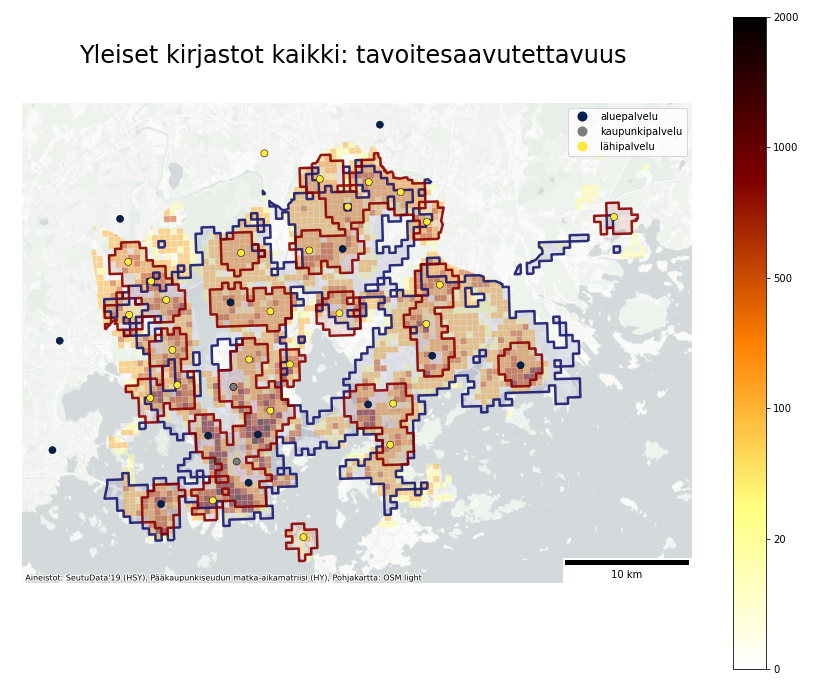 Yleiset kirjastot kaikki: tavoitesaavutettavuus
aluepalvelu
kaupunkipalvelu
lähipalvelu
2000
1000
500
100
20
0
10 km
Aineistot: SeutuData'19 (HSY), Pääkaupunkiseudun matka-aikamatriisi (HY), Pohjakartta: OSM light